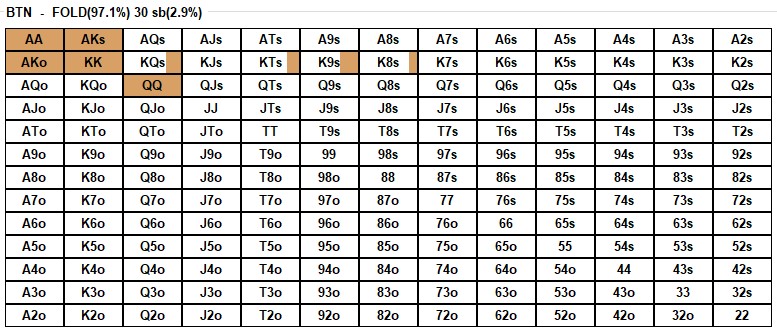 BTN - FOLD(97.1%) 30 sb(2.9%)
AA AKs AQs AJs ATs A9s A8s A7s A6s A5s A4s A3s A2s
AKo KK KQs KJs KTs K9s K8s K7s K6s K5s K4s K3s K2s
AQo KQo QQ QJs QTs Q9s Q8s Q7s Q6s Q5s Q4s Q3s Q2s
AJo KJo QJo JJ JTs J9s J8s J7s J6s J5s J4s J3s J2s
ATo KTo QTo JTo TT T9s T8s T7s T6s T5s T4s T3s T2s
A9o K9o Q9o J9o T9o 99 98s 97s 96s 95s 94s 93s 92s
A8o K8o Q8o J8o T8o 98o 88 87s 86s 85s 84s 83s 82s
A7o K7o Q7o J7o T7o 97o 87o 77 76s 75s 74s 73s 72s
A6o K6o Q6o J6o T6o 96o 86o 76o 66 65s 64s 63s 62s
A5o K5o Q5o J5o T5o 95o 85o 75o 65o 55 54s 53s 52s
A4o K4o Q4o J4o T4o 94o 84o 74o 64o 54o 44 43s 42s
A3o K3o Q3o J3o T3o 93o 83o 73o 63o 53o 43o 33 32s
A2o K2o Q2o J2o T2o 92o 82o 72o 62o 52o 42o 32o 22